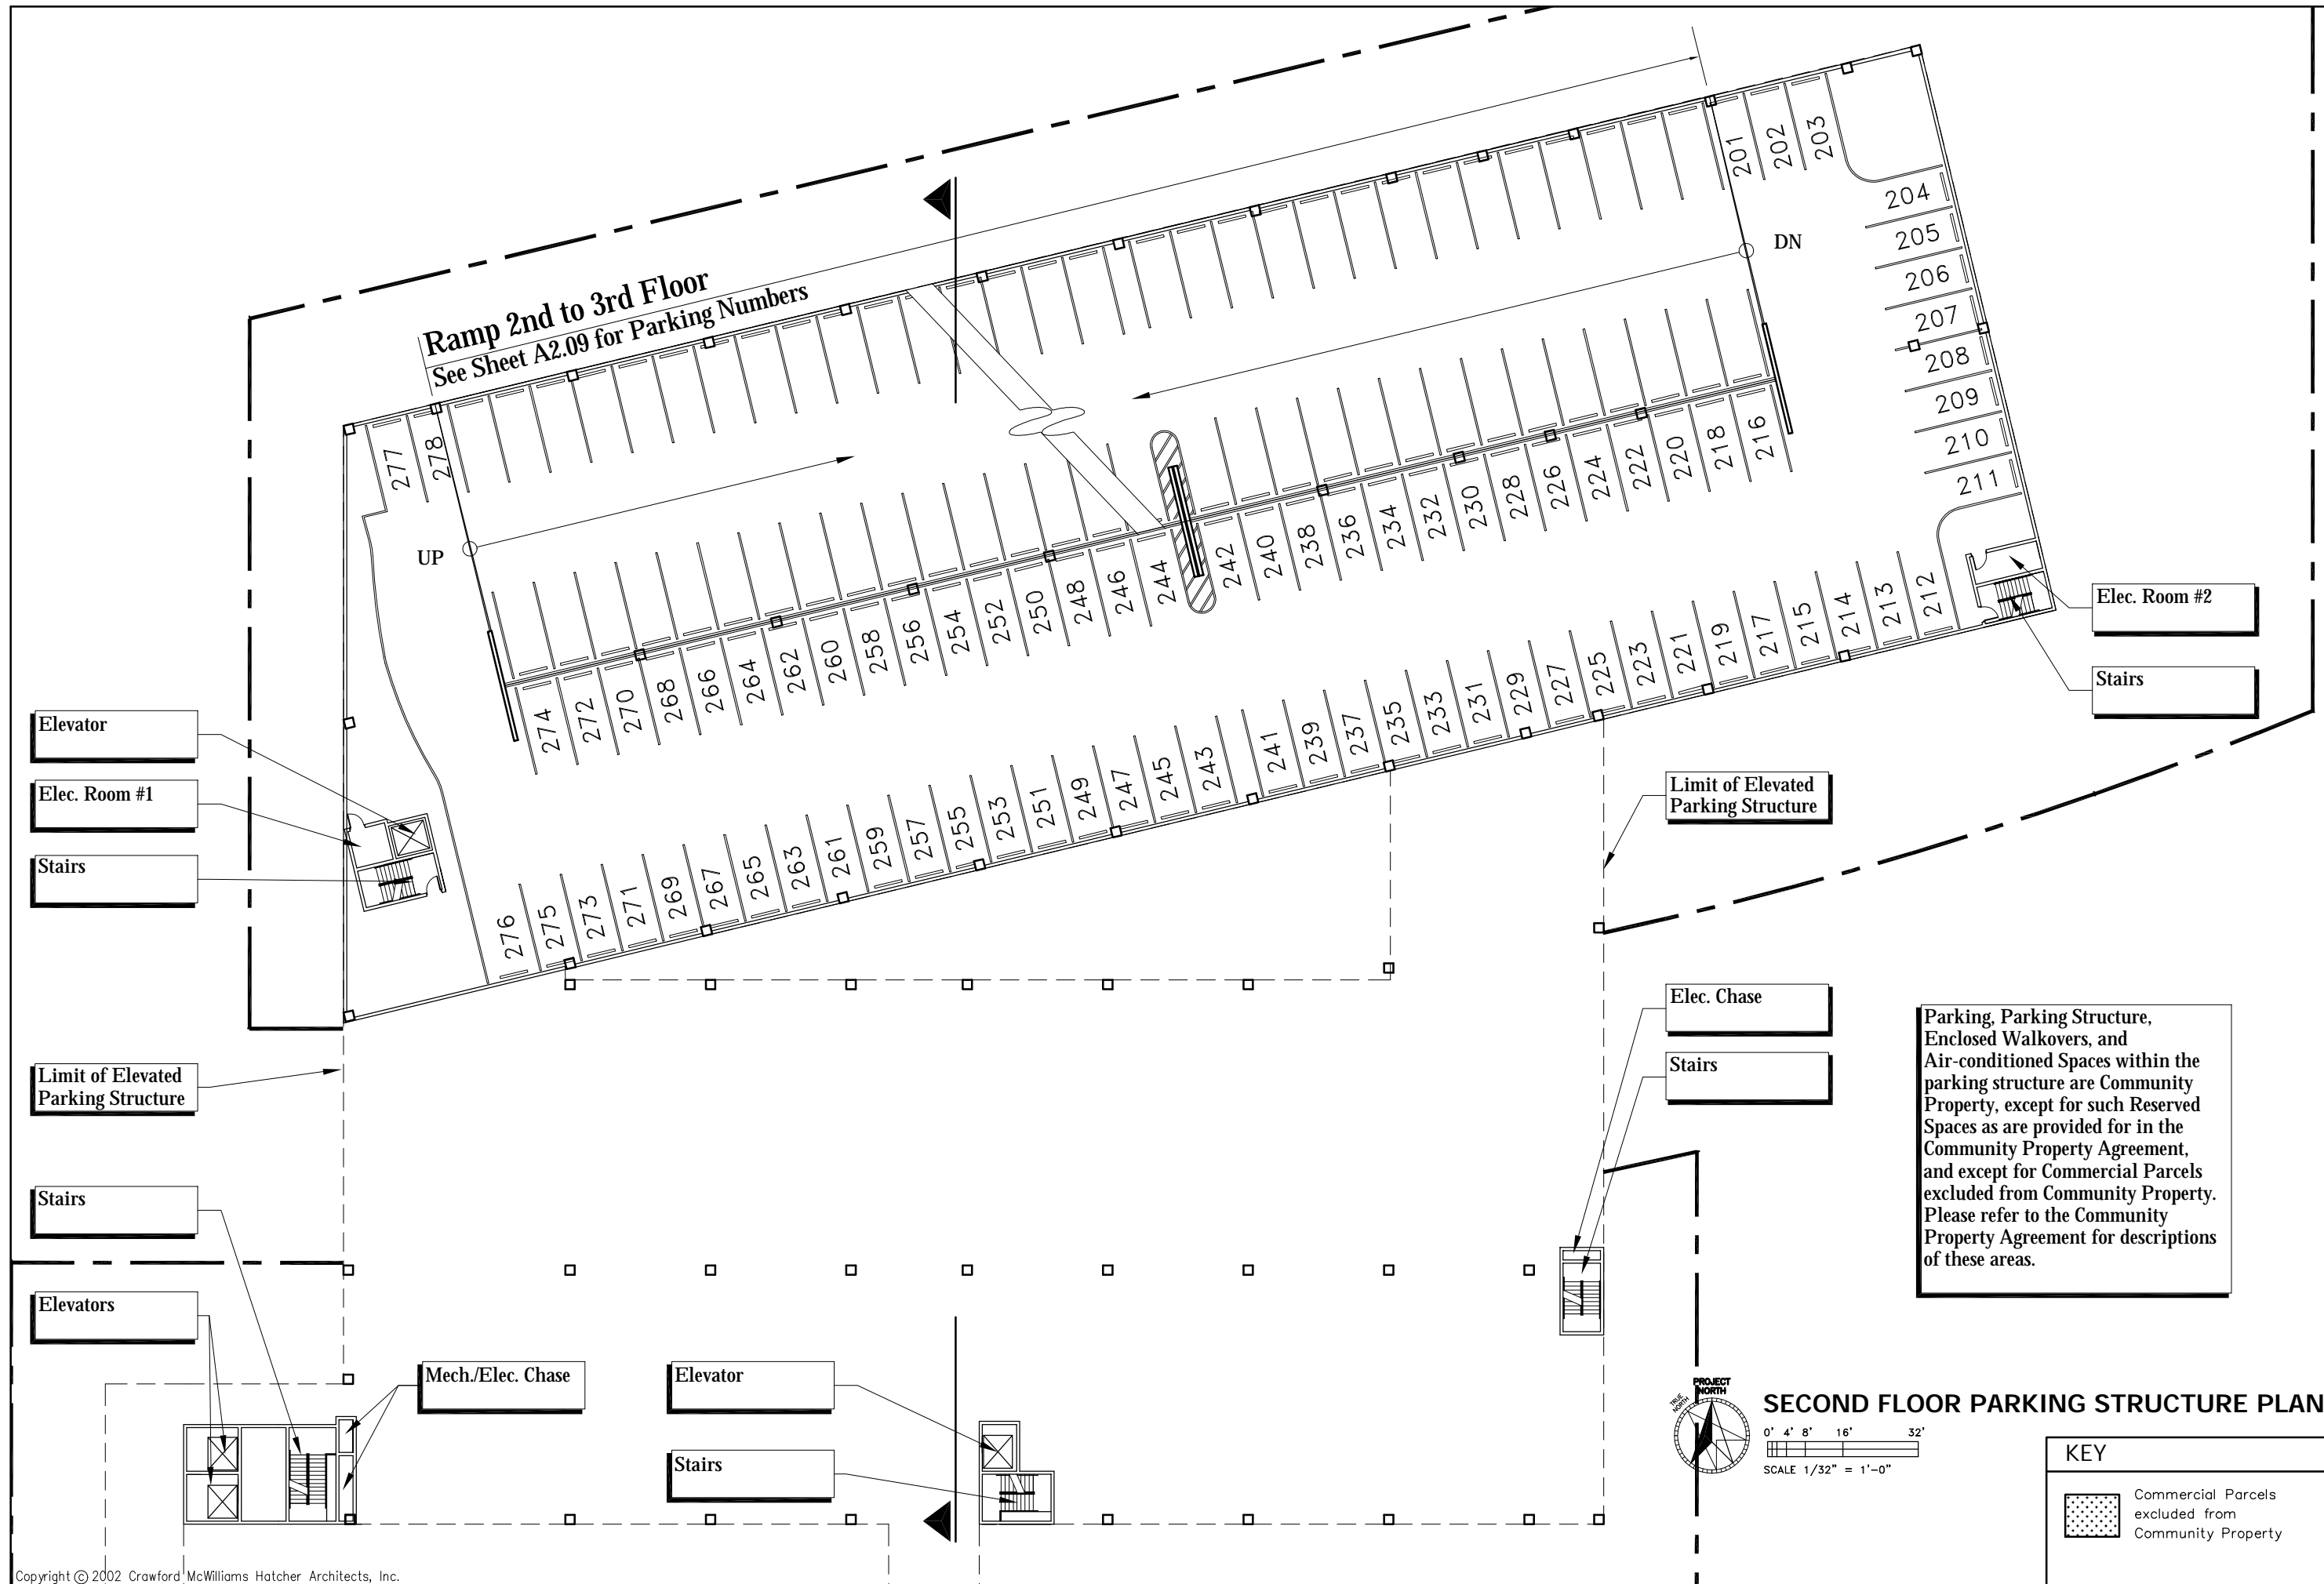 Ramp 2nd to 3rd Floor
See Sheet A2.09 for Parking Numbers
201
202
203
204
205
206
207
208
209
210
211
DN
UP
277
278
274
272
270
268
266
264
262
260
258
256
254
252
250
248
246
244
242
240
238
236
234
232
230
228
226
224
222
220
218
216
276
275
273
271
269
267
265
263
261
259
257
255
253
251
249
247
245
243
241
239
237
235
233
231
229
227
225
223
221
219
217
215
214
213
212
Elec. Room #2
Stairs
Elevator
Elec. Room #1
Stairs
Limit of Elevated
Parking Structure
Limit of Elevated
Parking Structure
Elec. Chase
Stairs
Parking, Parking Structure,
Enclosed Walkovers, and
Air-conditioned Spaces within the
parking structure are Community
Property, except for such Reserved
Spaces as are provided for in the
Community Property Agreement,
and except for Commercial Parcels
excluded from Community Property.
Please refer to the Community
Property Agreement for descriptions
of these areas.
Stairs
Elevators
Mech./Elec. Chase
Elevator
Stairs
PROJECT
NORTH
TRUE
NORTH
SECOND FLOOR PARKING STRUCTURE PLAN
0' 4' 8' 16' 32'
SCALE 1/32" = 1'-0"
KEY
Commercial Parcels
excluded from
Community Property
Copyright © 2002 Crawford McWilliams Hatcher Architects, Inc.